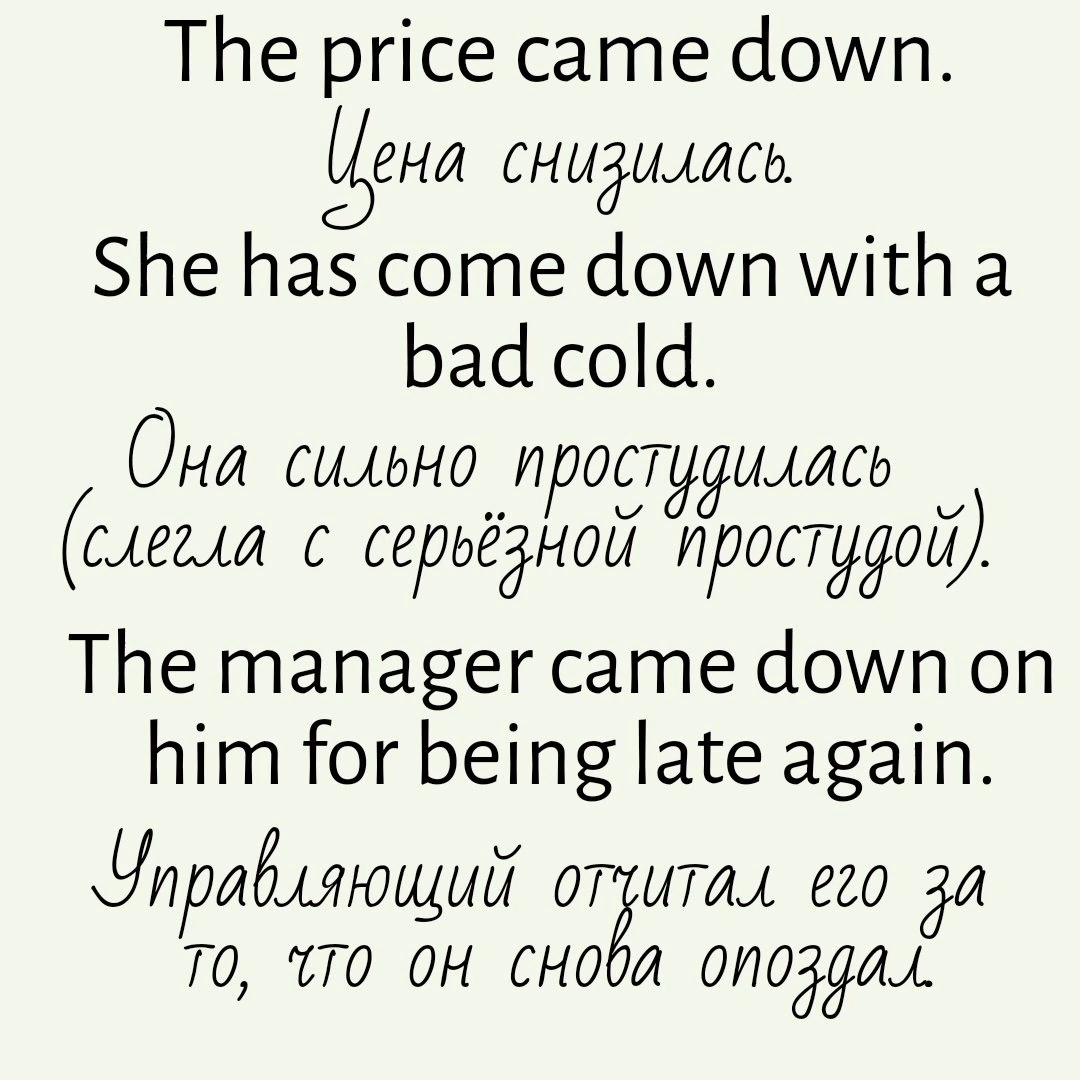 The price came down.
Цена снизилась.
She has come down with a
bad cold.
Она сильно простудилась
(слегла с серьёзной простудой).
The manager came down on
him for being late again.
Управляющий отчитал его за
то, что он снова опоздал.